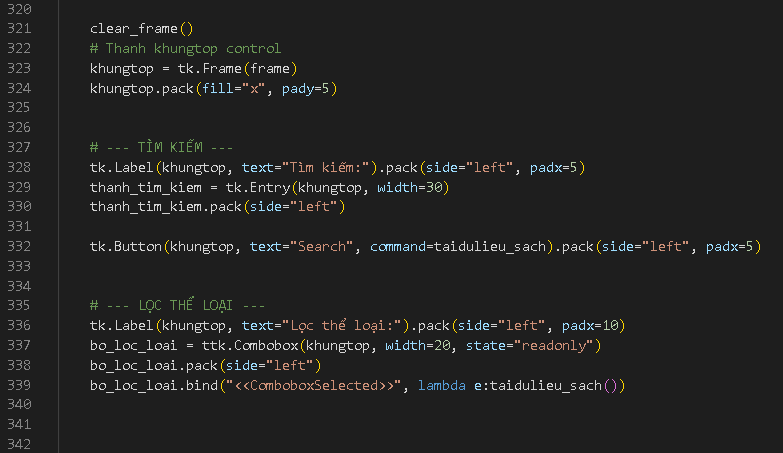 320
321 clear_frame()
322 # Thanh khungtop control
323 khungtop = tk.Frame(frame)
324 khungtop.pack(fill="x", pady=5)
325
326
327 # --- TÌM KIẾM ---
328 tk.Label(khungtop, text="Tìm kiếm:").pack(side="left", padx=5)
329 thanh_tim_kiem = tk.Entry(khungtop, width=30)
330 thanh_tim_kiem.pack(side="left")
331
332 tk.Button(khungtop, text="Search", command=taidulieu_sach).pack(side="left", padx=5)
333
334
335 # --- LỌC THỂ LOẠI ---
336 tk.Label(khungtop, text="Lọc thể loại:").pack(side="left", padx=10)
337 bo_loc_loai = ttk.Combobox(khungtop, width=20, state="readonly")
338 bo_loc_loai.pack(side="left")
339 bo_loc_loai.bind("<<ComboboxSelected>>", lambda e:taidulieu_sach())
340
341
342